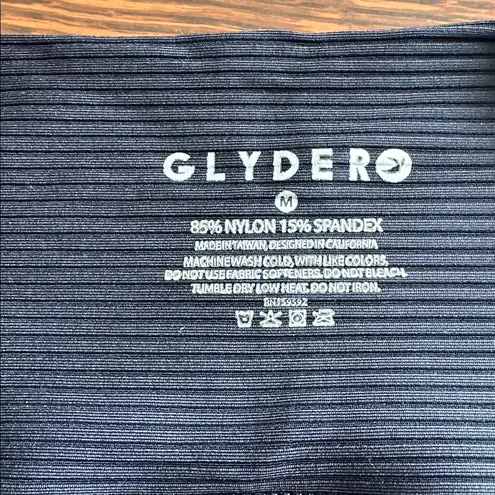 GLYDER
M
85% NYLON 15% SPANDEX
MADE IN TAIWAN, DESIGNED IN CALIFORNIA
MACHINE WASH COLD, WITH LIKE COLORS,
DO NOT USE FABRIC SOFTENERS. DO NOT BLEACH.
TUMBLE DRY LOW HEAT. DO NOT IRON.